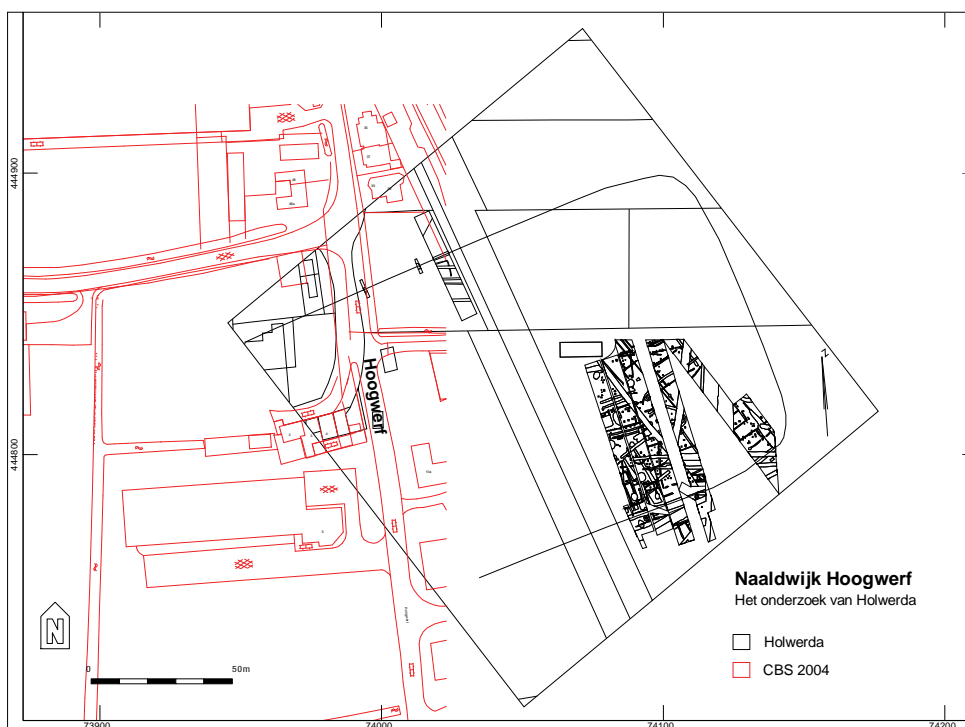 444900
444800
Hoogwerf
Z
Naaldwijk Hoogwerf
Het onderzoek van Holwerda
Holwerda
CBS 2004
N
0 50m
73900 74000 74100 74200